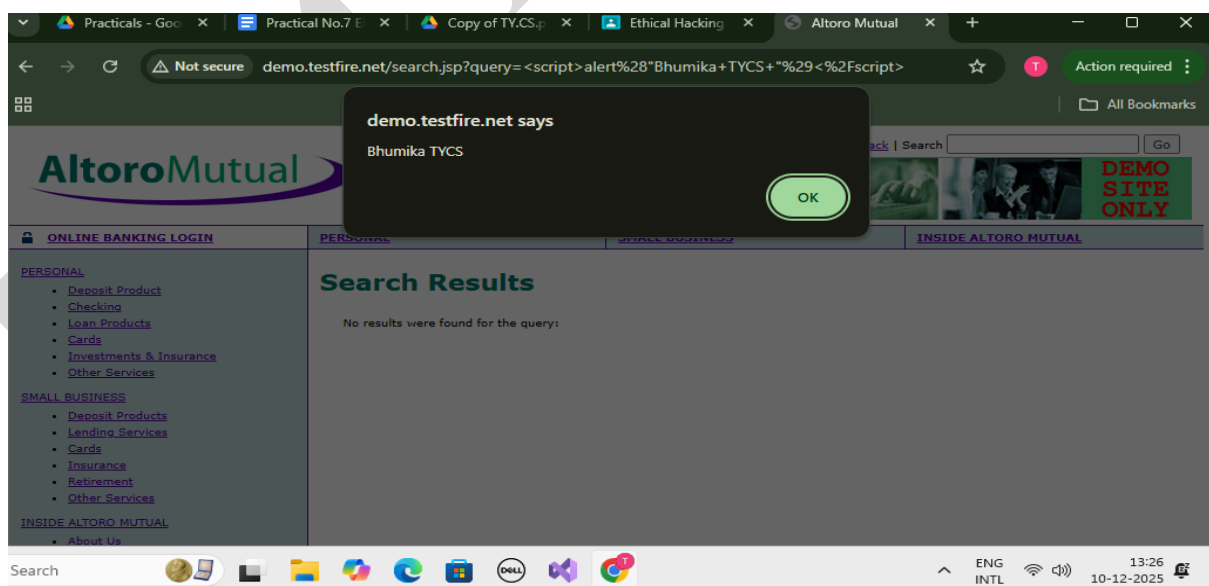 Practicals - Goo
Practical No.7 E
Copy of TY.CS.p
Ethical Hacking
Altoro Mutual
Not secure
demo.testfire.net/search.jsp?query=<script>alert%28"Bhumika+TYCS+"%29<%2Fscript>
T
Action required
All Bookmarks
demo.testfire.net says
Bhumika TYCS
OK
ack | Search
Go
AltoroMutual
DEMO
SITE
ONLY
ONLINE BANKING LOGIN
PERSONAL
SMALL BUSINESS
INSIDE ALTORO MUTUAL
PERSONAL
Deposit Product
Checking
Loan Products
Cards
Investments & Insurance
Other Services
SMALL BUSINESS
Deposit Products
Lending Services
Cards
Insurance
Retirement
Other Services
INSIDE ALTORO MUTUAL
About Us
Search Results
No results were found for the query:
Search
DELL
T
ENG
INTL
13:26
10-12-2025